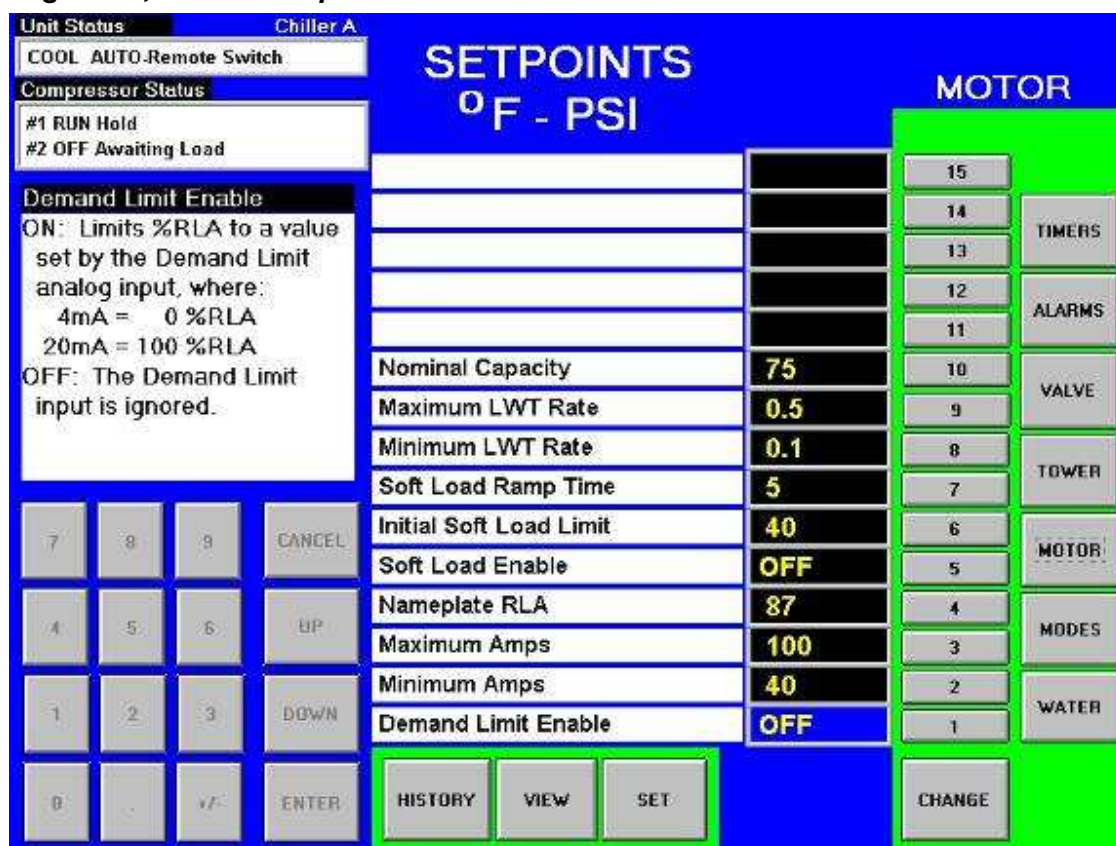 Unit Status Chiller A
COOL AUTO-Remote Switch
Compressor Status
#1 RUN Hold
#2 OFF Awaiting Load
Demand Limit Enable
ON: Limits %RLA to a value
set by the Demand Limit
analog input, where:
4mA = 0 %RLA
20mA = 100 %RLA
OFF: The Demand Limit
input is ignored.
7 8 9 CANCEL
4 5 6 UP
1 2 3 DOWN
0 . +/- ENTER
SETPOINTS
°F - PSI
MOTOR
15
14
13
12
11
Nominal Capacity 75 10
Maximum LWT Rate 0.5 9
Minimum LWT Rate 0.1 8
Soft Load Ramp Time 5 7
Initial Soft Load Limit 40 6
Soft Load Enable OFF 5
Nameplate RLA 87 4
Maximum Amps 100 3
Minimum Amps 40 2
Demand Limit Enable OFF 1
TIMERS
ALARMS
VALVE
TOWER
MOTOR
MODES
WATER
HISTORY VIEW SET CHANGE